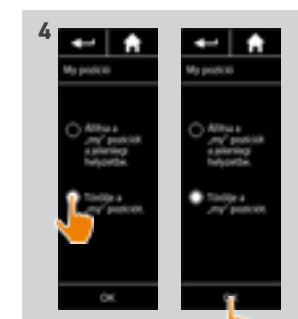 4
My pozíció
Állítsa a
„my” pozíciót
a jelenlegi
helyzetbe.
Törölje a
„my” pozíciót.
OK
My pozíció
Állítsa a
„my” pozíciót
a jelenlegi
helyzetbe.
Törölje a
„my” pozíciót.
OK